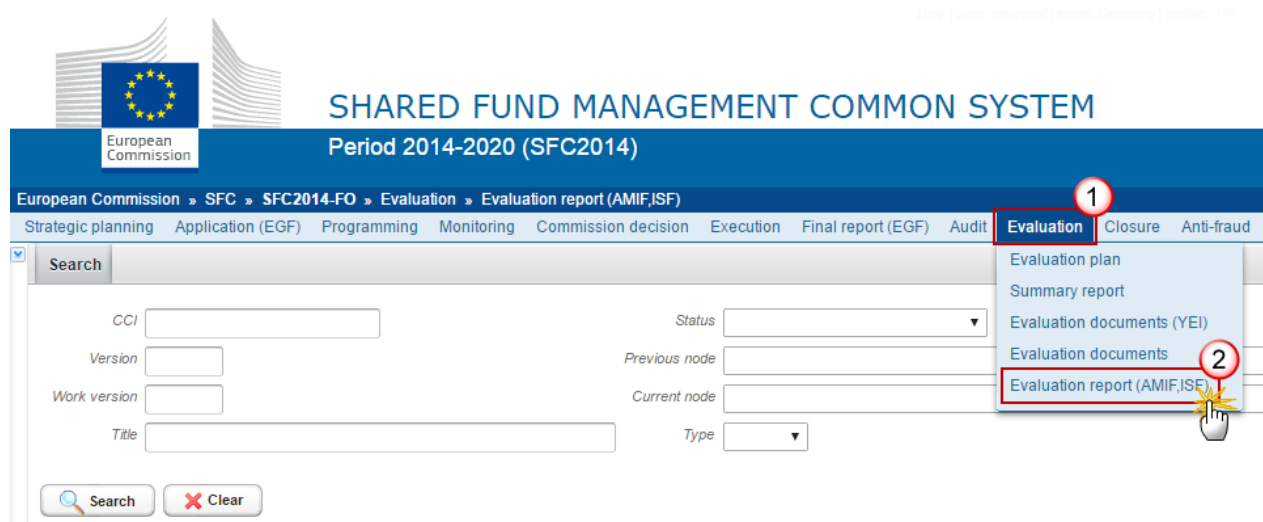 SHARED FUND MANAGEMENT COMMON SYSTEM
European
Commission
Period 2014-2020 (SFC2014)
European Commission » SFC » SFC2014-FO » Evaluation » Evaluation report (AMIF,ISF)
1
Strategic planning Application (EGF) Programming Monitoring Commission decision Execution Final report (EGF) Audit Evaluation Closure Anti-fraud
Evaluation plan
Summary report
Evaluation documents (YEI)
Evaluation documents
2
Evaluation report (AMIF,ISF)
Search
CCI Status
Version Previous node
Work version Current node
Title Type
Search Clear